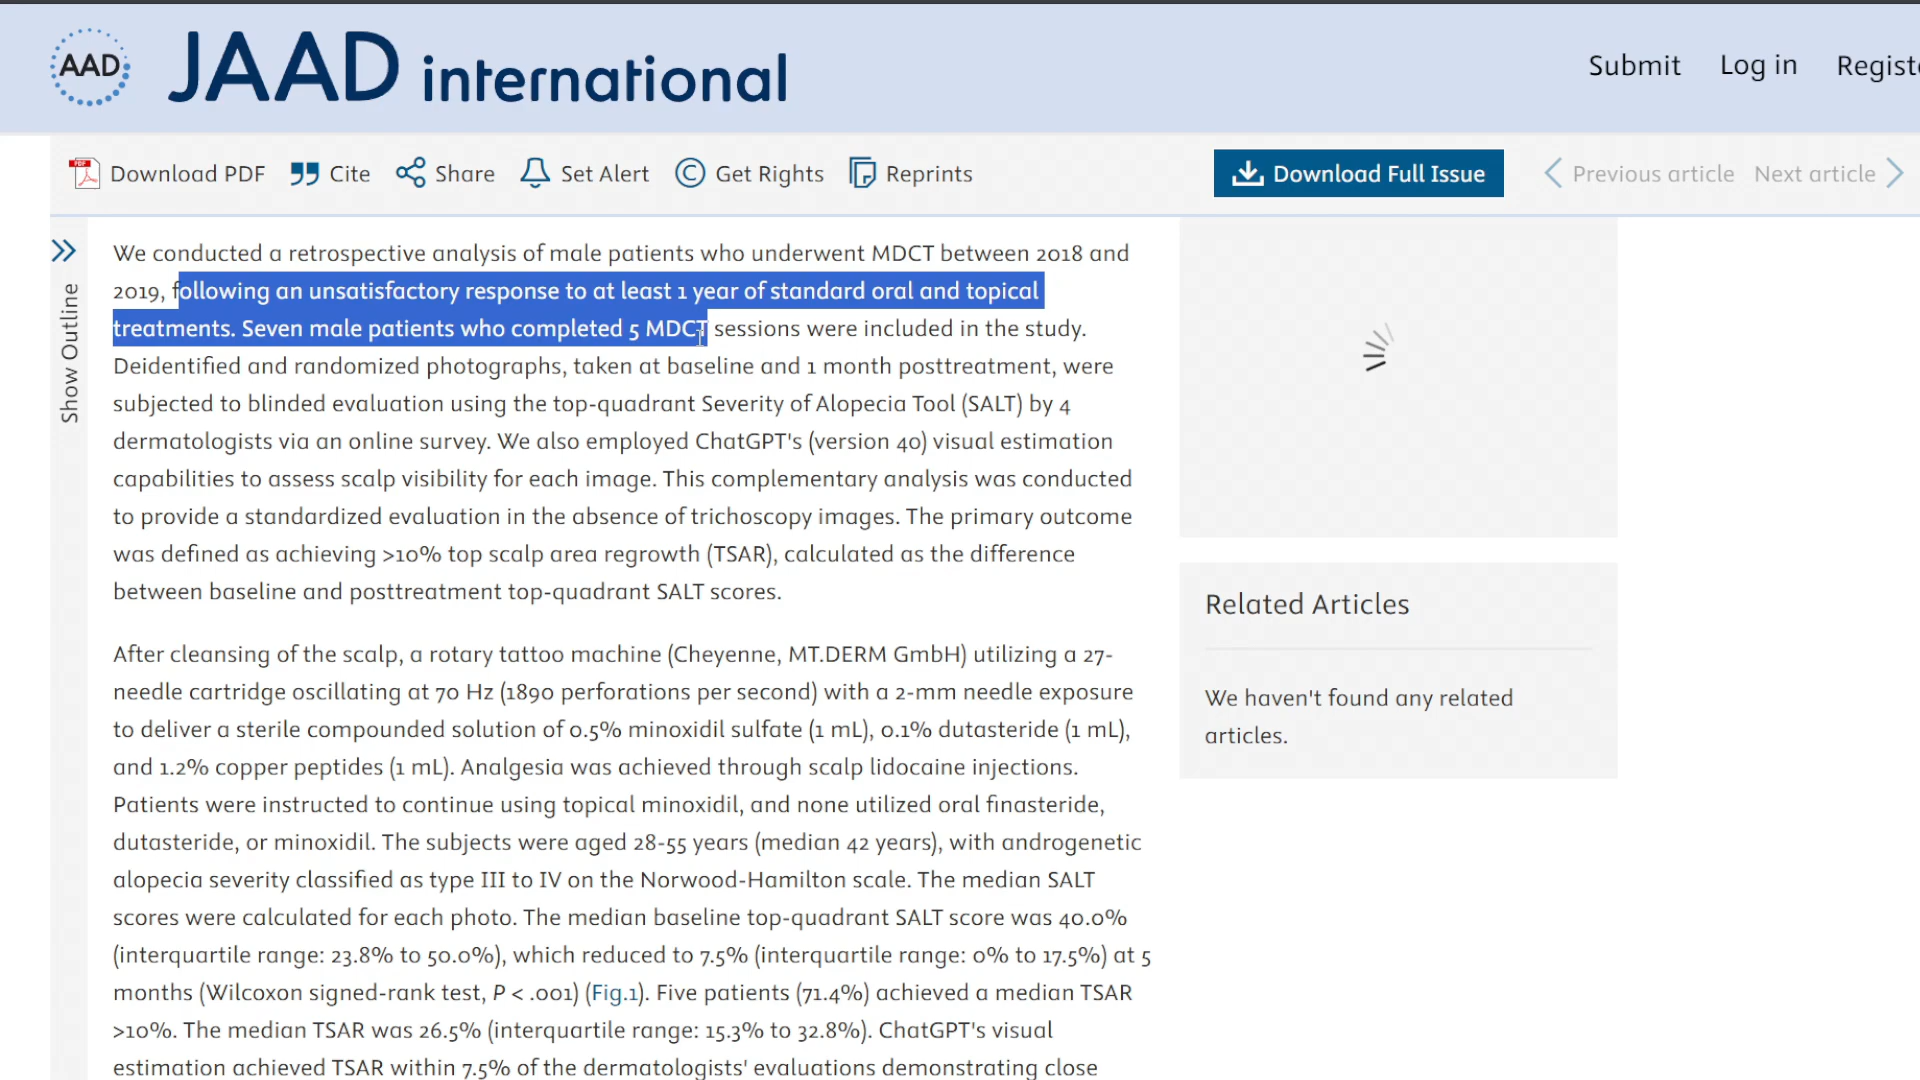 AAD
JAAD international
Submit Log in Registe
Download PDF Cite Share Set Alert Get Rights Reprints Download Full Issue Previous article Next article
Show Outline
We conducted a retrospective analysis of male patients who underwent MDCT between 2018 and
2019, following an unsatisfactory response to at least 1 year of standard oral and topical
treatments. Seven male patients who completed 5 MDCT sessions were included in the study.
Deidentified and randomized photographs, taken at baseline and 1 month posttreatment, were
subjected to blinded evaluation using the top-quadrant Severity of Alopecia Tool (SALT) by 4
dermatologists via an online survey. We also employed ChatGPT's (version 4o) visual estimation
capabilities to assess scalp visibility for each image. This complementary analysis was conducted
to provide a standardized evaluation in the absence of trichoscopy images. The primary outcome
was defined as achieving >10% top scalp area regrowth (TSAR), calculated as the difference
between baseline and posttreatment top-quadrant SALT scores.
After cleansing of the scalp, a rotary tattoo machine (Cheyenne, MT.DERM GmbH) utilizing a 27-
needle cartridge oscillating at 70 Hz (1890 perforations per second) with a 2-mm needle exposure
to deliver a sterile compounded solution of 0.5% minoxidil sulfate (1 mL), 0.1% dutasteride (1 mL),
and 1.2% copper peptides (1 mL). Analgesia was achieved through scalp lidocaine injections.
Patients were instructed to continue using topical minoxidil, and none utilized oral finasteride,
dutasteride, or minoxidil. The subjects were aged 28-55 years (median 42 years), with androgenetic
alopecia severity classified as type III to IV on the Norwood-Hamilton scale. The median SALT
scores were calculated for each photo. The median baseline top-quadrant SALT score was 40.0%
(interquartile range: 23.8% to 50.0%), which reduced to 7.5% (interquartile range: 0% to 17.5%) at 5
months (Wilcoxon signed-rank test, P < .001) (Fig.1). Five patients (71.4%) achieved a median TSAR
>10%. The median TSAR was 26.5% (interquartile range: 15.3% to 32.8%). ChatGPT's visual
estimation achieved TSAR within 7.5% of the dermatologists' evaluations demonstrating close
Related Articles
We haven't found any related
articles.